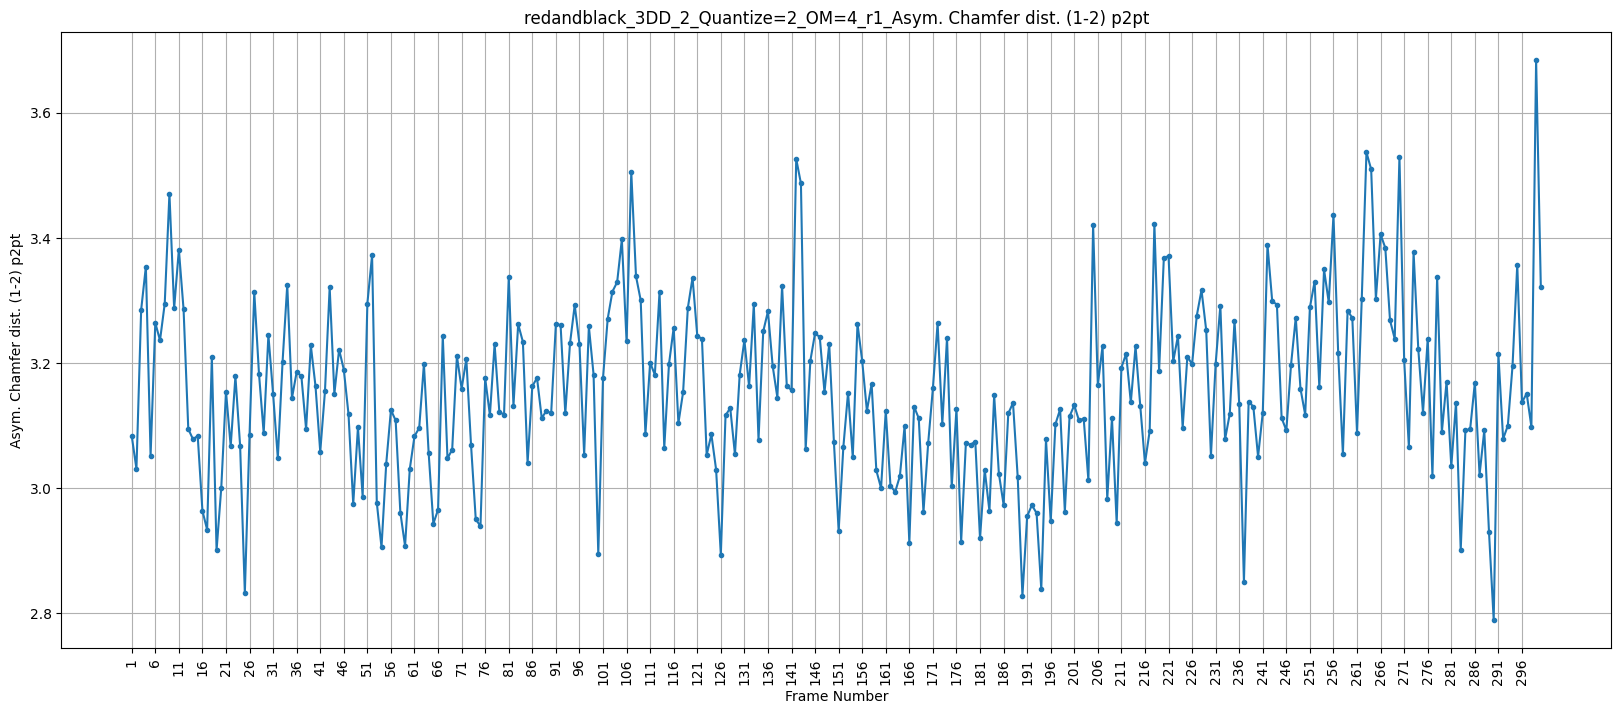 redandblack_3DD_2_Quantize=2_OM=4_r1_Asym. Chamfer dist. (1-2) p2pt
Asym. Chamfer dist. (1-2) p2pt
3.6
3.4
3.2
3.0
2.8
1 6 11 16 21 26 31 36 41 46 51 56 61 66 71 76 81 86 91 96 101 106 111 116 121 126 131 136 141 146 151 156 161 166 171 176 181 186 191 196 201 206 211 216 221 226 231 236 241 246 251 256 261 266 271 276 281 286 291 296
Frame Number